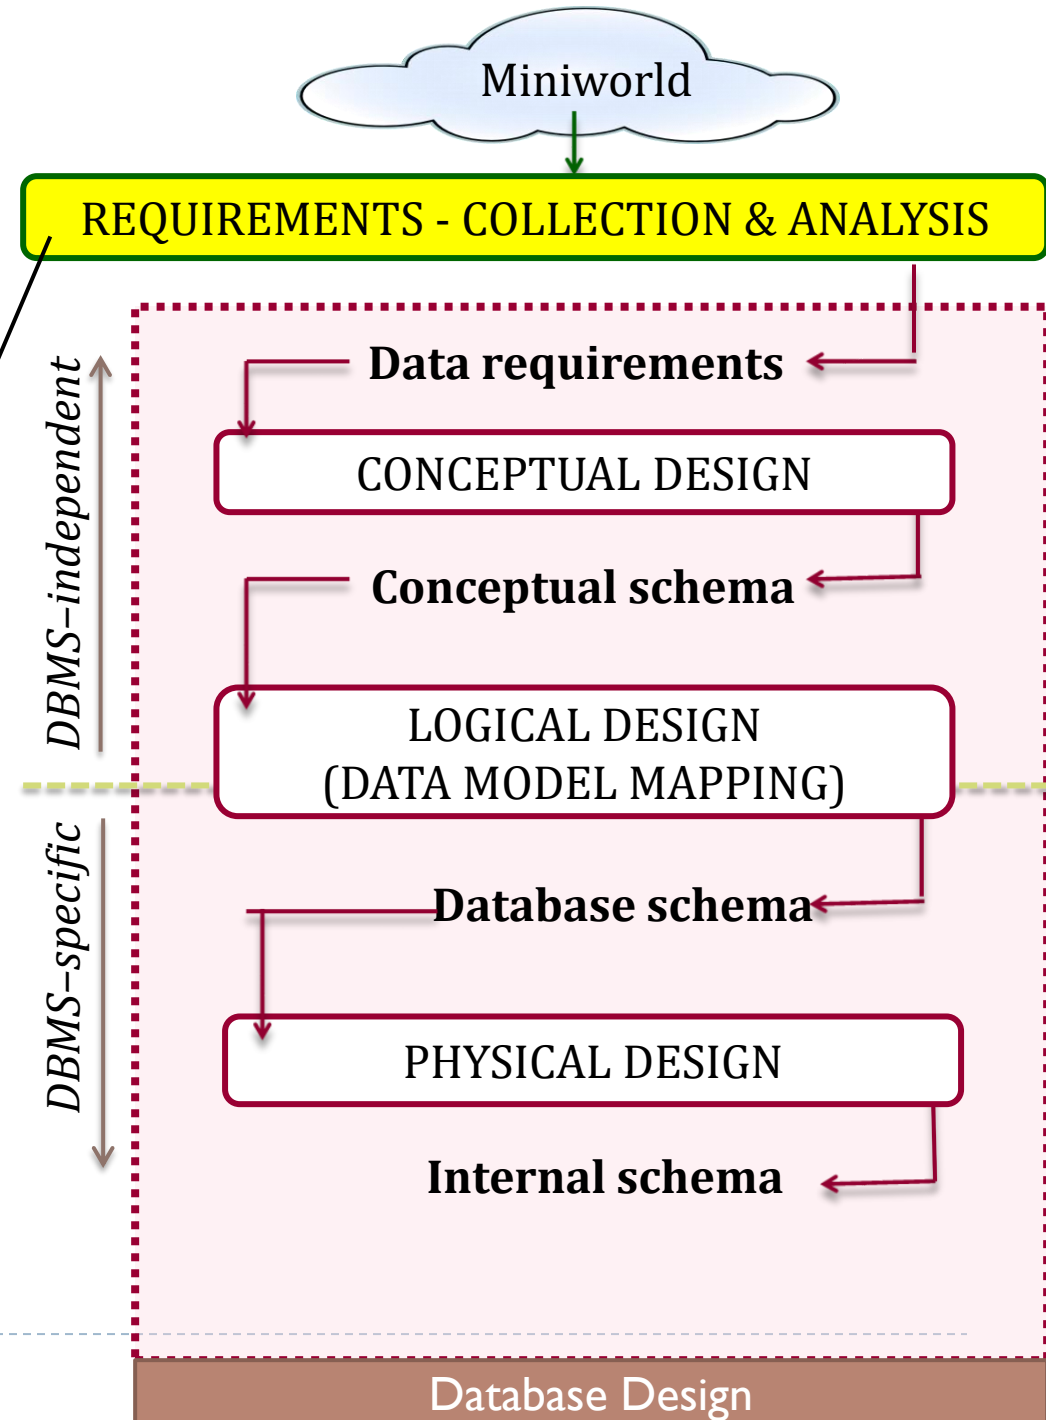 Miniworld
REQUIREMENTS - COLLECTION & ANALYSIS
Data requirements
CONCEPTUAL DESIGN
Conceptual schema
DBMS–independent
LOGICAL DESIGN
(DATA MODEL MAPPING)
DBMS–specific
Database schema
PHYSICAL DESIGN
Internal schema
Database Design